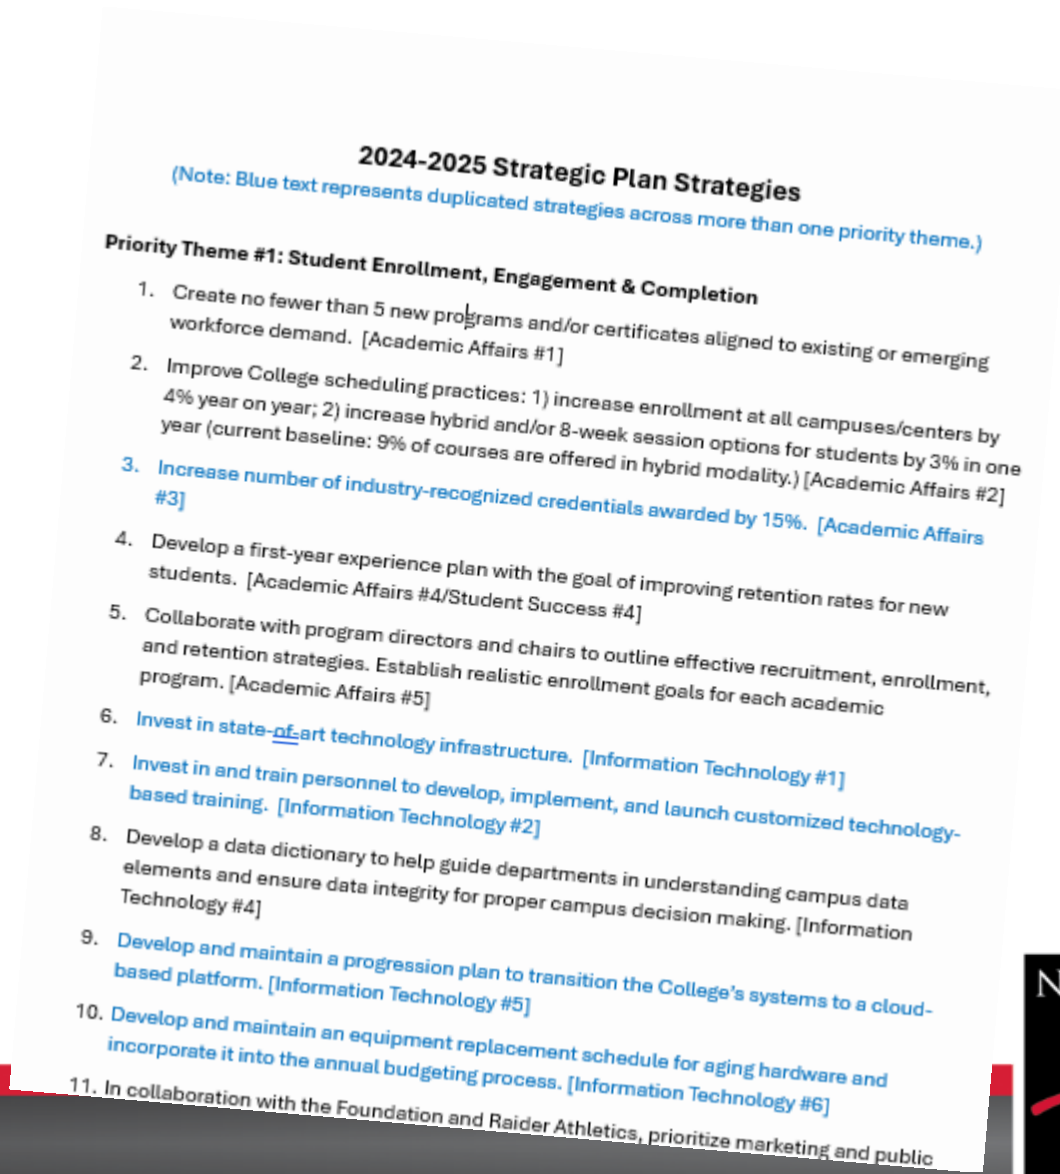 2024-2025 Strategic Plan Strategies
(Note: Blue text represents duplicated strategies across more than one priority theme.)
Priority Theme #1: Student Enrollment, Engagement & Completion
1. Create no fewer than 5 new programs and/or certificates aligned to existing or emerging
workforce demand. [Academic Affairs #1]
2. Improve College scheduling practices: 1) increase enrollment at all campuses/centers by
4% year on year; 2) increase hybrid and/or 8-week session options for students by 3% in one
year (current baseline: 9% of courses are offered in hybrid modality.) [Academic Affairs #2]
3. Increase number of industry-recognized credentials awarded by 15%. [Academic Affairs
#3]
4. Develop a first-year experience plan with the goal of improving retention rates for new
students. [Academic Affairs #4/Student Success #4]
5. Collaborate with program directors and chairs to outline effective recruitment, enrollment,
and retention strategies. Establish realistic enrollment goals for each academic
program. [Academic Affairs #5]
6. Invest in state-of-art technology infrastructure. [Information Technology #1]
7. Invest in and train personnel to develop, implement, and launch customized technology-
based training. [Information Technology #2]
8. Develop a data dictionary to help guide departments in understanding campus data
elements and ensure data integrity for proper campus decision making. [Information
Technology #4]
9. Develop and maintain a progression plan to transition the College’s systems to a cloud-
based platform. [Information Technology #5]
10. Develop and maintain an equipment replacement schedule for aging hardware and
incorporate it into the annual budgeting process. [Information Technology #6]
11. In collaboration with the Foundation and Raider Athletics, prioritize marketing and public
N